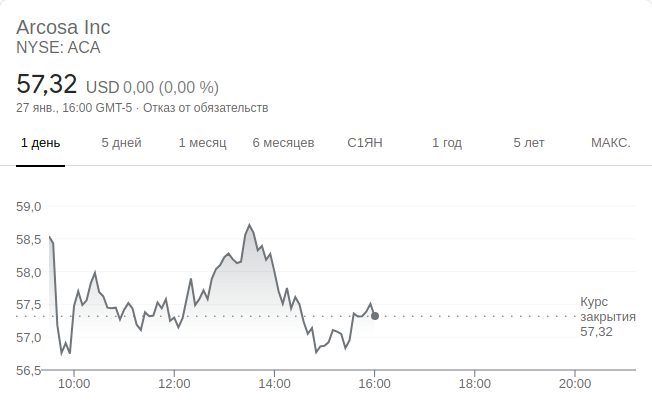 Arcosa Inc
NYSE: ACA
57,32 USD 0,00 (0,00 %)
27 янв., 16:00 GMT-5 · Отказ от обязательств
1 день 5 дней 1 месяц 6 месяцев С1ЯН 1 год 5 лет МАКС.
59,0
58,5
58,0
57,5
57,0
56,5
Курс
закрытия
57,32
10:00 12:00 14:00 16:00 18:00 20:00